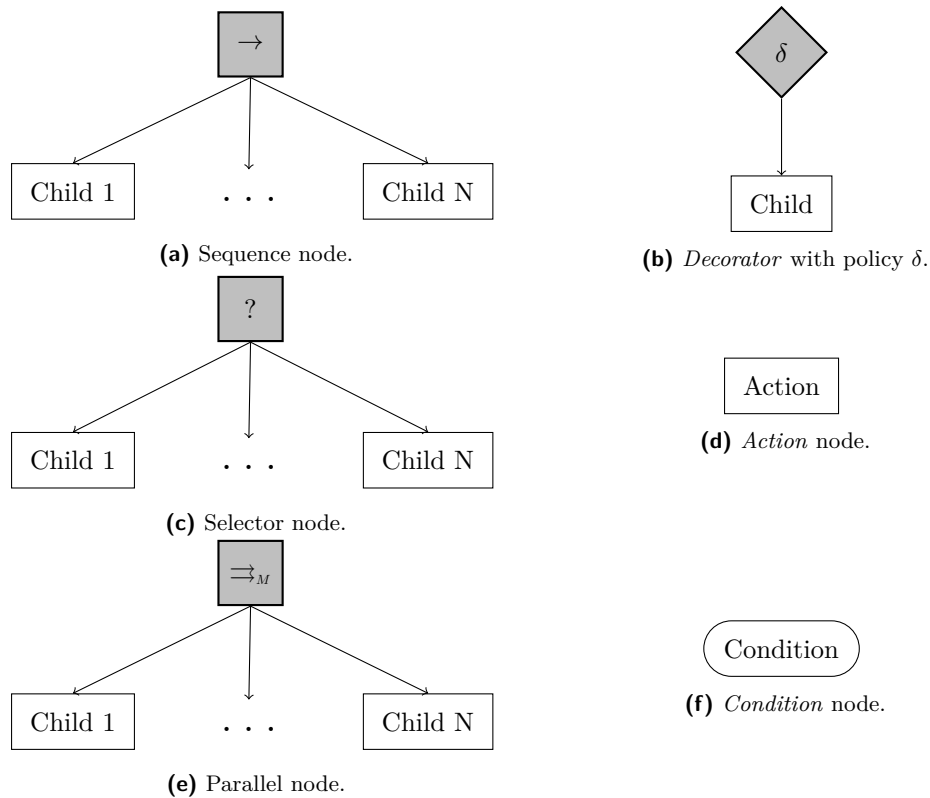 →
Child 1 . . . Child N
(a) Sequence node.
δ
Child
(b) Decorator with policy δ.
?
Child 1 . . . Child N
(c) Selector node.
Action
(d) Action node.
⇉M
Child 1 . . . Child N
(e) Parallel node.
Condition
(f) Condition node.